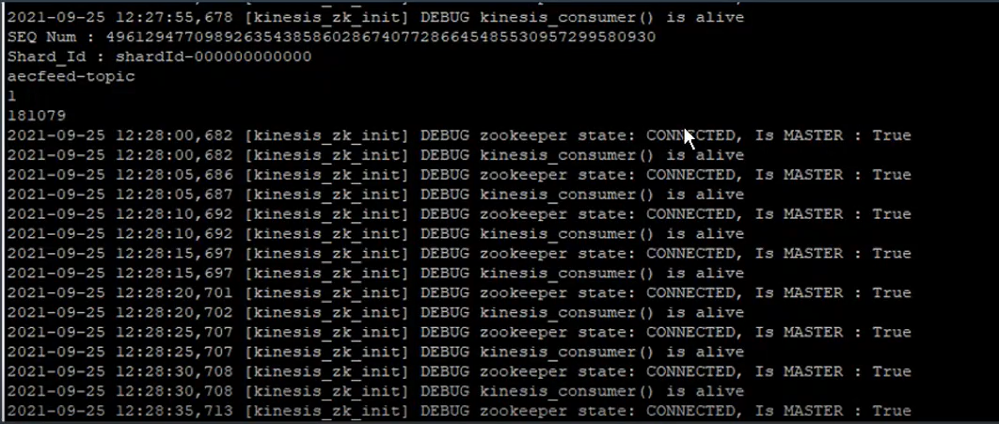 2021-09-25 12:27:55,678 [kinesis_zk_init] DEBUG kinesis_consumer() is alive
SEQ Num : 49612947709892635438586028674077286645485530957299580930
Shard_Id : shardId-000000000000
aecfeed-topic
1
181079
2021-09-25 12:28:00,682 [kinesis_zk_init] DEBUG zookeeper state: CONNECTED, Is MASTER : True
2021-09-25 12:28:00,682 [kinesis_zk_init] DEBUG kinesis_consumer() is alive
2021-09-25 12:28:05,686 [kinesis_zk_init] DEBUG zookeeper state: CONNECTED, Is MASTER : True
2021-09-25 12:28:05,687 [kinesis_zk_init] DEBUG kinesis_consumer() is alive
2021-09-25 12:28:10,692 [kinesis_zk_init] DEBUG zookeeper state: CONNECTED, Is MASTER : True
2021-09-25 12:28:10,692 [kinesis_zk_init] DEBUG kinesis_consumer() is alive
2021-09-25 12:28:15,697 [kinesis_zk_init] DEBUG zookeeper state: CONNECTED, Is MASTER : True
2021-09-25 12:28:15,697 [kinesis_zk_init] DEBUG kinesis_consumer() is alive
2021-09-25 12:28:20,701 [kinesis_zk_init] DEBUG zookeeper state: CONNECTED, Is MASTER : True
2021-09-25 12:28:20,702 [kinesis_zk_init] DEBUG kinesis_consumer() is alive
2021-09-25 12:28:25,707 [kinesis_zk_init] DEBUG zookeeper state: CONNECTED, Is MASTER : True
2021-09-25 12:28:25,707 [kinesis_zk_init] DEBUG kinesis_consumer() is alive
2021-09-25 12:28:30,708 [kinesis_zk_init] DEBUG zookeeper state: CONNECTED, Is MASTER : True
2021-09-25 12:28:30,708 [kinesis_zk_init] DEBUG kinesis_consumer() is alive
2021-09-25 12:28:35,713 [kinesis_zk_init] DEBUG zookeeper state: CONNECTED, Is MASTER : True